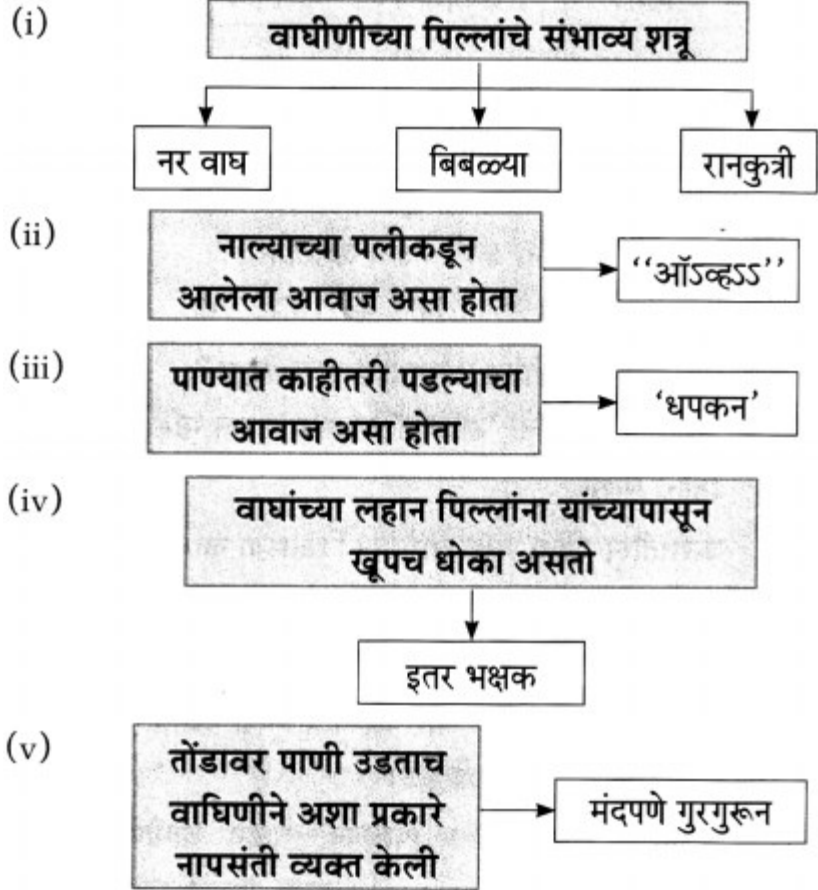 (i)
वाघीणीच्या पिल्लांचे संभाव्य शत्रू
नर वाघ
बिबळ्या
रानकुत्री
(ii)
नाल्याच्या पलीकडून
आलेला आवाज असा होता
“ऑऽव्हऽऽ”
(iii)
पाण्यात काहीतरी पडल्याचा
आवाज असा होता
‘धपकन’
(iv)
वाघांच्या लहान पिल्लांना यांच्यापासून
खूपच धोका असतो
इतर भक्षक
(v)
तोंडावर पाणी उडताच
वाघिणीने अशा प्रकारे
नापसंती व्यक्त केली
मंदपणे गुरगुरून